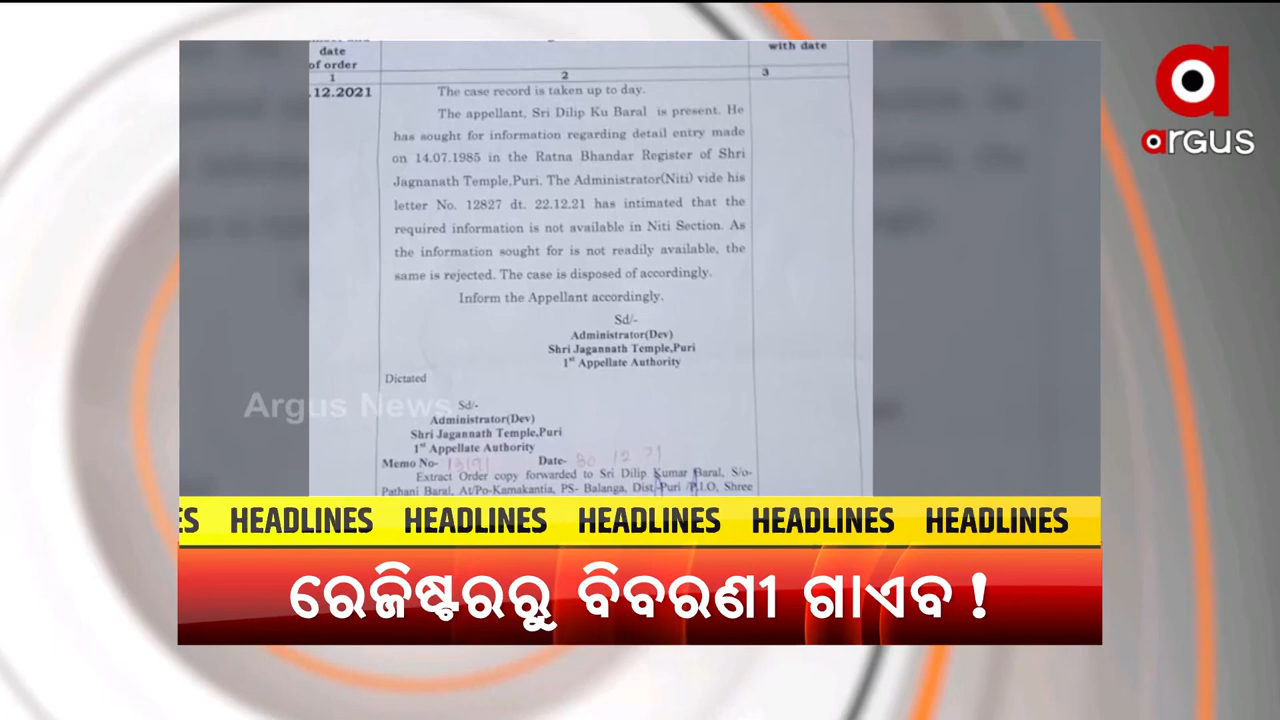 date
of order
with date
1
2
3
.12.2021
The case record is taken up to day.
The appellant, Sri Dilip Ku Baral is present. He
has sought for information regarding detail entry made
on 14.07.1985 in the Ratna Bhandar Register of Shri
Jagnanath Temple,Puri. The Administrator(Niti) vide his
letter No. 12827 dt. 22.12.21 has intimated that the
required information is not available in Niti Section. As
the information sought for is not readily available, the
same is rejected. The case is disposed of accordingly.
Inform the Appellant accordingly.
Sd/-
Administrator(Dev)
Shri Jagannath Temple,Puri
1st Appellate Authority
Dictated
Argus News
Sd/-
Administrator(Dev)
Shri Jagannath Temple,Puri
1st Appellate Authority
Memo No- 13191 Date- 30 12 21
Extract Order copy forwarded to Sri Dilip Kumar Baral, S/o-
Pathani Baral, At/Po-Kamakantia, PS- Balanga, Dist-Puri /P.I.O, Shree
argus
ES HEADLINES HEADLINES HEADLINES HEADLINES HEADLINES
ରେଜିଷ୍ଟରରୁ ବିବରଣୀ ଗାଏବ !